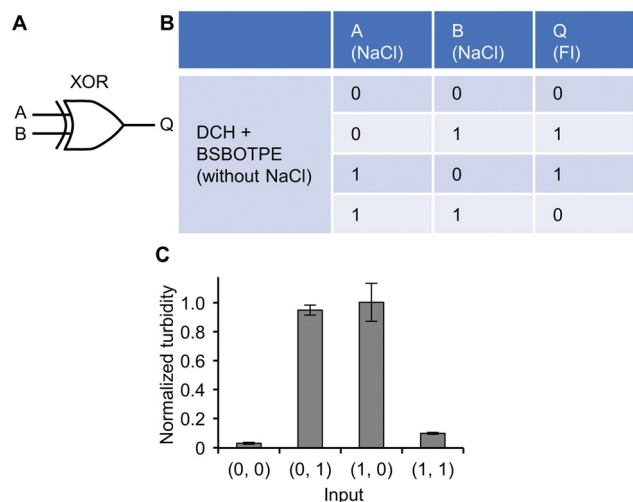 A
XOR
A
B
Q
B
A (NaCl) B (NaCl) Q (FI)
DCH + BSBOTPE (without NaCl)
0 0 0
0 1 1
1 0 1
1 1 0
C
Normalized turbidity
1.0
0.8
0.6
0.4
0.2
0
(0, 0) (0, 1) (1, 0) (1, 1)
Input